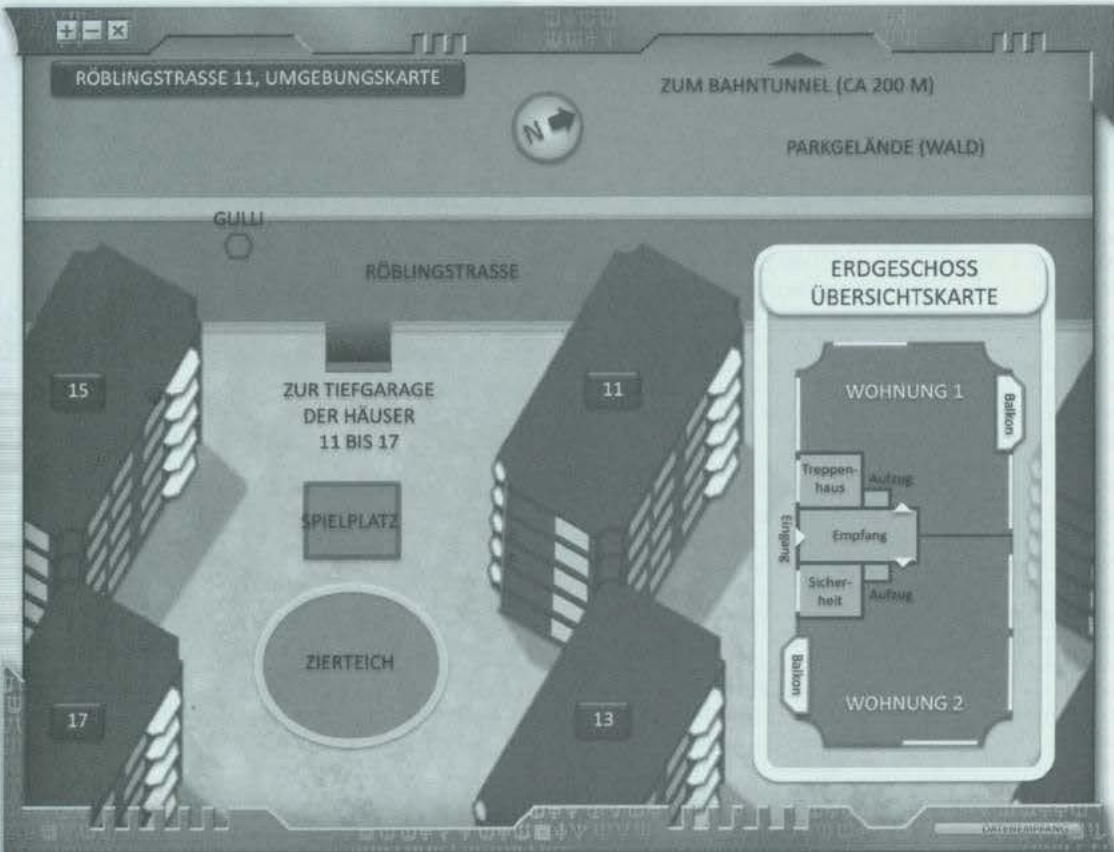 RÖBLINGSTRASSE 11, UMGEBUNGSKARTE
ZUM BAHNTUNNEL (CA 200 M)
N
PARKGELÄNDE (WALD)
GULLI
RÖBLINGSTRASSE
15
ZUR TIEFGARAGE
DER HÄUSER
11 BIS 17
11
SPIELPLATZ
ZIERTEICH
17
13
ERDGESCHOSS
ÜBERSICHTSKARTE
WOHNUNG 1
Balkon
Treppen-
haus
Aufzug
Eingang
Empfang
Sicher-
heit
Aufzug
Balkon
WOHNUNG 2
DATENEMPFANG